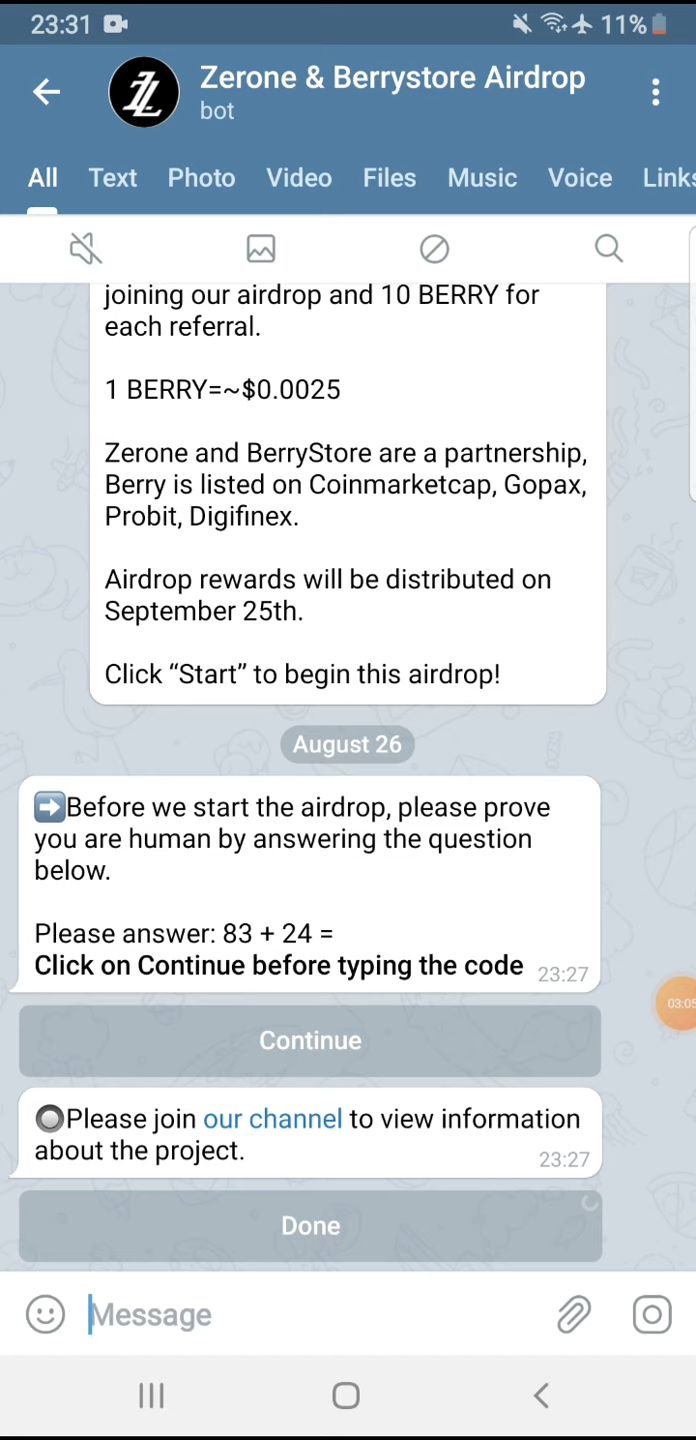 23:31
11%
Zerone & Berrystore Airdrop
bot
All Text Photo Video Files Music Voice Links
joining our airdrop and 10 BERRY for
each referral.
1 BERRY=~$0.0025
Zerone and BerryStore are a partnership,
Berry is listed on Coinmarketcap, Gopax,
Probit, Digifinex.
Airdrop rewards will be distributed on
September 25th.
Click “Start” to begin this airdrop!
August 26
➡️Before we start the airdrop, please prove
you are human by answering the question
below.
Please answer: 83 + 24 =
Click on Continue before typing the code 23:27
Continue
🔘Please join our channel to view information
about the project. 23:27
Done
Message
03:05